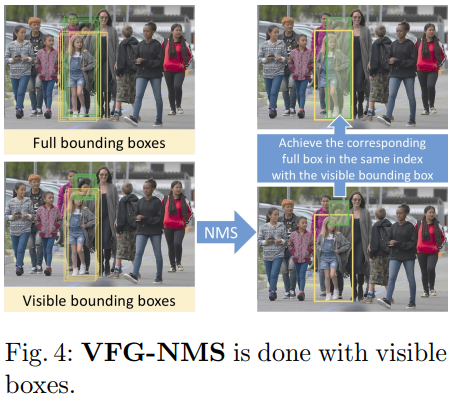 Full bounding boxes
Achieve the corresponding
full box in the same index
with the visible bounding box
NMS
Visible bounding boxes
Fig. 4: VFG-NMS is done with visible
boxes.